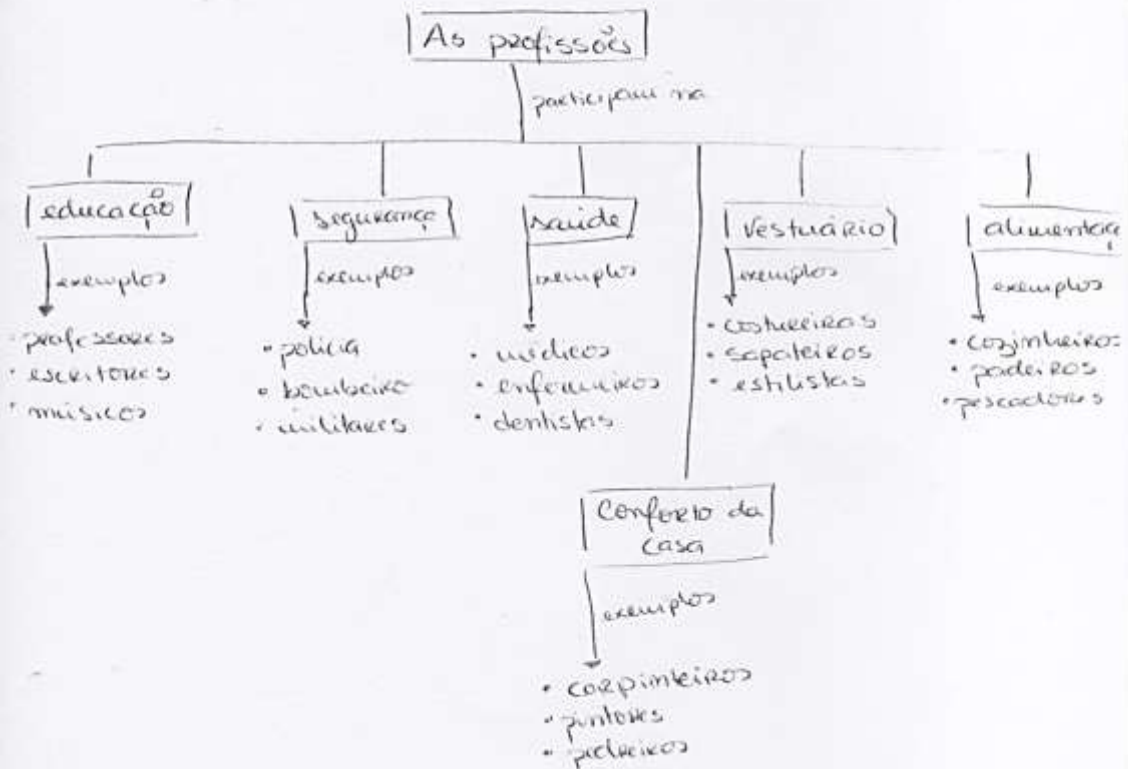 As profissões
participam na
educação
exemplos
• professores
• escritores
• músicos
segurança
exemplos
• polícia
• bombeiro
• militares
saúde
exemplos
• médicos
• enfermeiros
• dentistas
Vestuário
exemplos
• costureiros
• sapateiros
• estilistas
alimentaç
exemplos
• cozinheiros
• padeiros
• pescadores
Conforto da
casa
exemplos
• carpinteiros
• pintores
• pedreiros